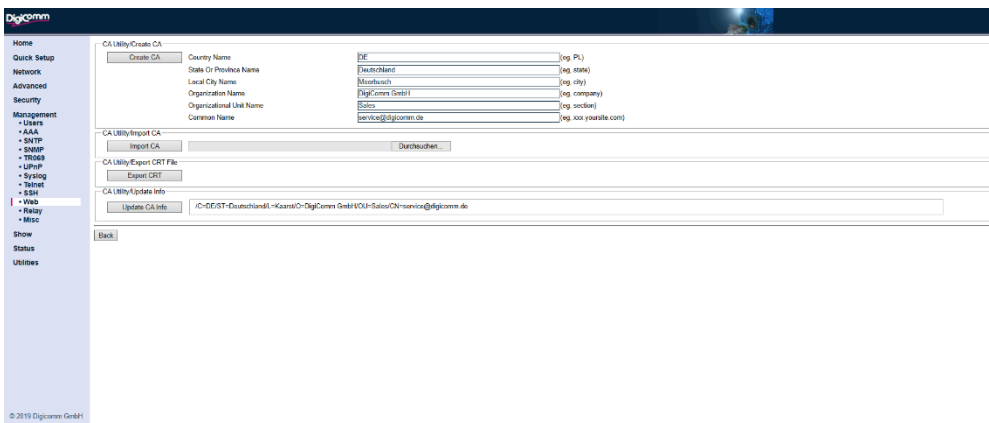 Digicomm
Home
Quick Setup
Network
Advanced
Security
Management
• Users
• AAA
• SNTP
• SNMP
• TR069
• UPnP
• Syslog
• Telnet
• SSH
• Web
• Relay
• Misc
Show
Status
Utilities
© 2019 Digicomm GmbH
CA Utility/Create CA
Create CA Country Name DE (eg. PL)
State Or Province Name Deutschland (eg. state)
Local City Name Meerbusch (eg. city)
Organization Name DigiComm GmbH (eg. company)
Organizational Unit Name Sales (eg. section)
Common Name service@digicomm.de (eg. xxx.yoursite.com)
CA Utility/Import CA
Import CA Durchsuchen...
CA Utility/Export CRT File
Export CRT
CA Utility/Update Info
Update CA Info /C=DE/ST=Deutschland/L=Kaarst/O=DigiComm GmbH/OU=Sales/CN=service@digicomm.de
Back